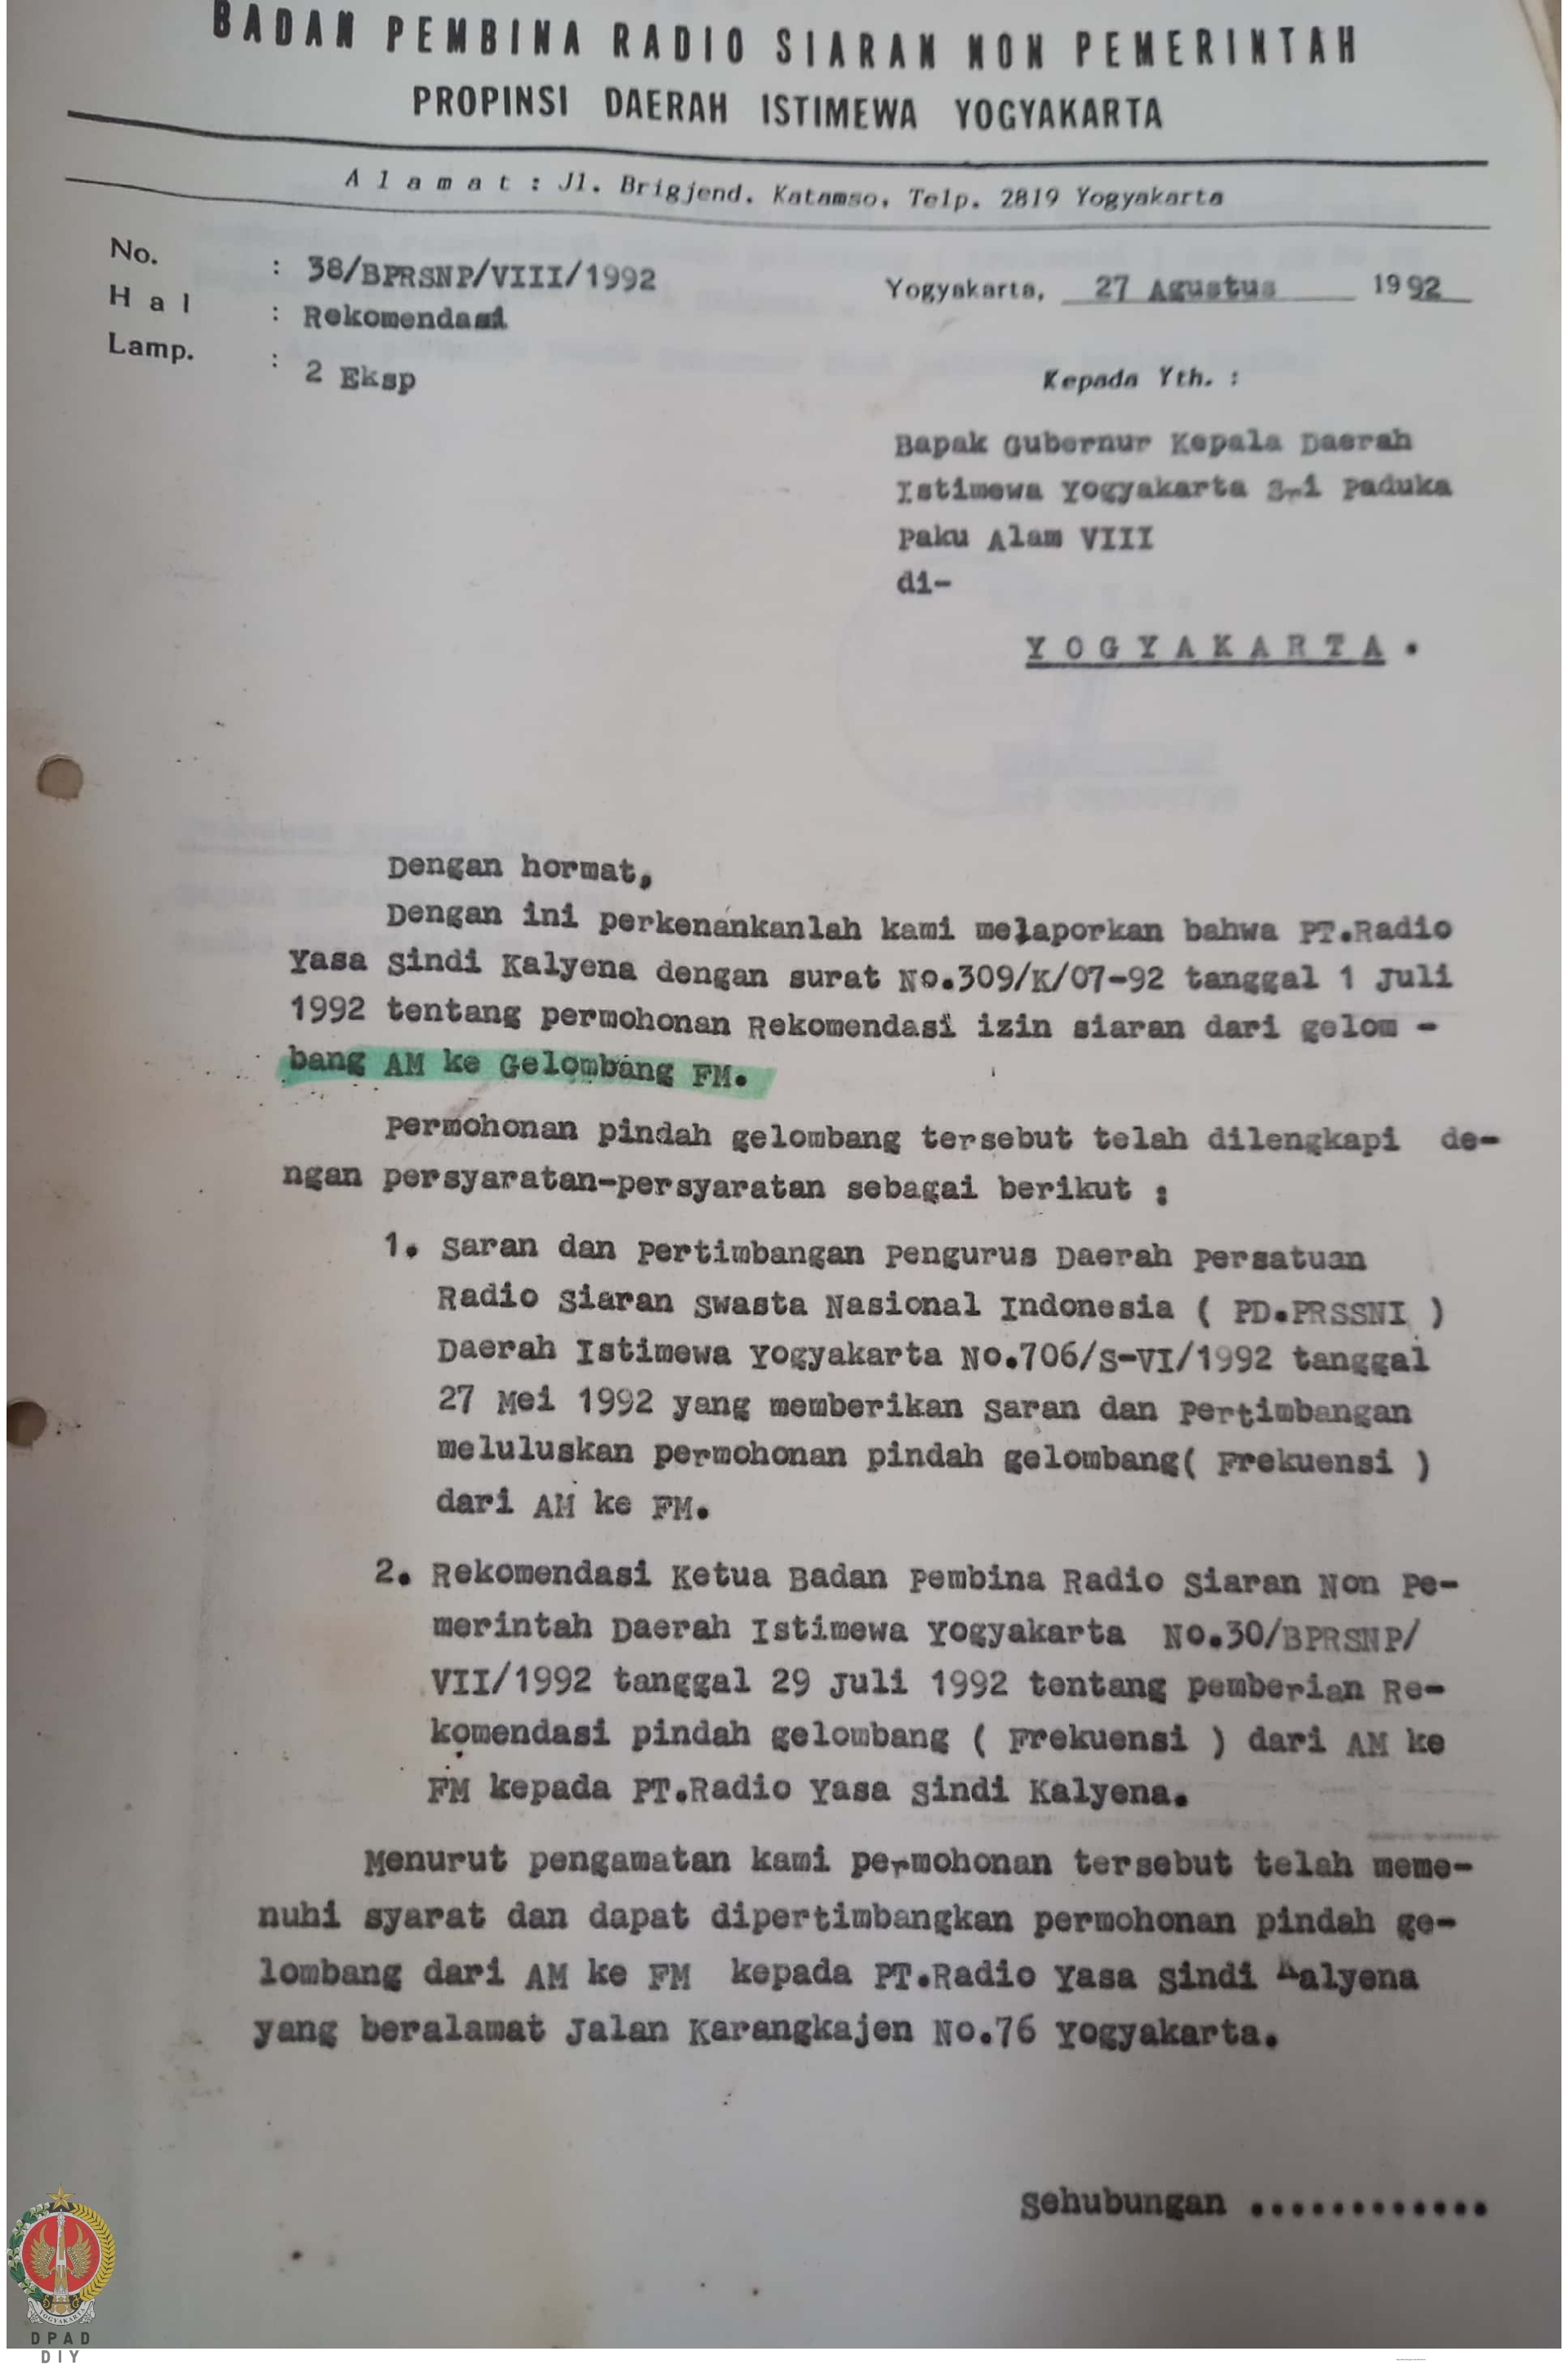 BADAN PEMBINA RADIO SIARAN NON PEMERINTAH
PROPINSI DAERAH ISTIMEWA YOGYAKARTA
Alamat : Jl. Brigjend. Katamso, Telp. 2819 Yogyakarta
No. : 38/BPRSNP/VIII/1992
Yogyakarta, 27 Agustus 1992
Hal : Rekomendasi
Lamp. : 2 Eksp
Kepada Yth. :
Bapak Gubernur Kepala Daerah
Istimewa Yogyakarta Sri Paduka
Paku Alam VIII
di-
YOGYAKARTA.
Dengan hormat,
Dengan ini perkenankanlah kami melaporkan bahwa PT.Radio
Yasa Sindi Kalyena dengan surat No.309/K/07-92 tanggal 1 Juli
1992 tentang permohonan Rekomendasi izin siaran dari gelom -
bang AM ke Gelombang FM.
Permohonan pindah gelombang tersebut telah dilengkapi de-
ngan persyaratan-persyaratan sebagai berikut :
1. Saran dan Pertimbangan Pengurus Daerah Persatuan
Radio Siaran Swasta Nasional Indonesia ( PD.PRSSNI )
Daerah Istimewa Yogyakarta No.706/S-VI/1992 tanggal
27 Mei 1992 yang memberikan Saran dan Pertimbangan
meluluskan permohonan pindah gelombang( Frekuensi )
dari AM ke FM.
2. Rekomendasi Ketua Badan Pembina Radio Siaran Non Pe-
merintah Daerah Istimewa Yogyakarta No.30/BPRSNP/
VII/1992 tanggal 29 Juli 1992 tentang pemberian Re-
komendasi pindah gelombang ( Frekuensi ) dari AM ke
FM kepada PT.Radio Yasa Sindi Kalyena.
Menurut pengamatan kami permohonan tersebut telah meme-
nuhi syarat dan dapat dipertimbangkan permohonan pindah ge-
lombang dari AM ke FM kepada PT.Radio Yasa Sindi Kalyena
yang beralamat Jalan Karangkajen No.76 Yogyakarta.
Sehubungan ............
YOGYAKARTA
DPAD
DIY